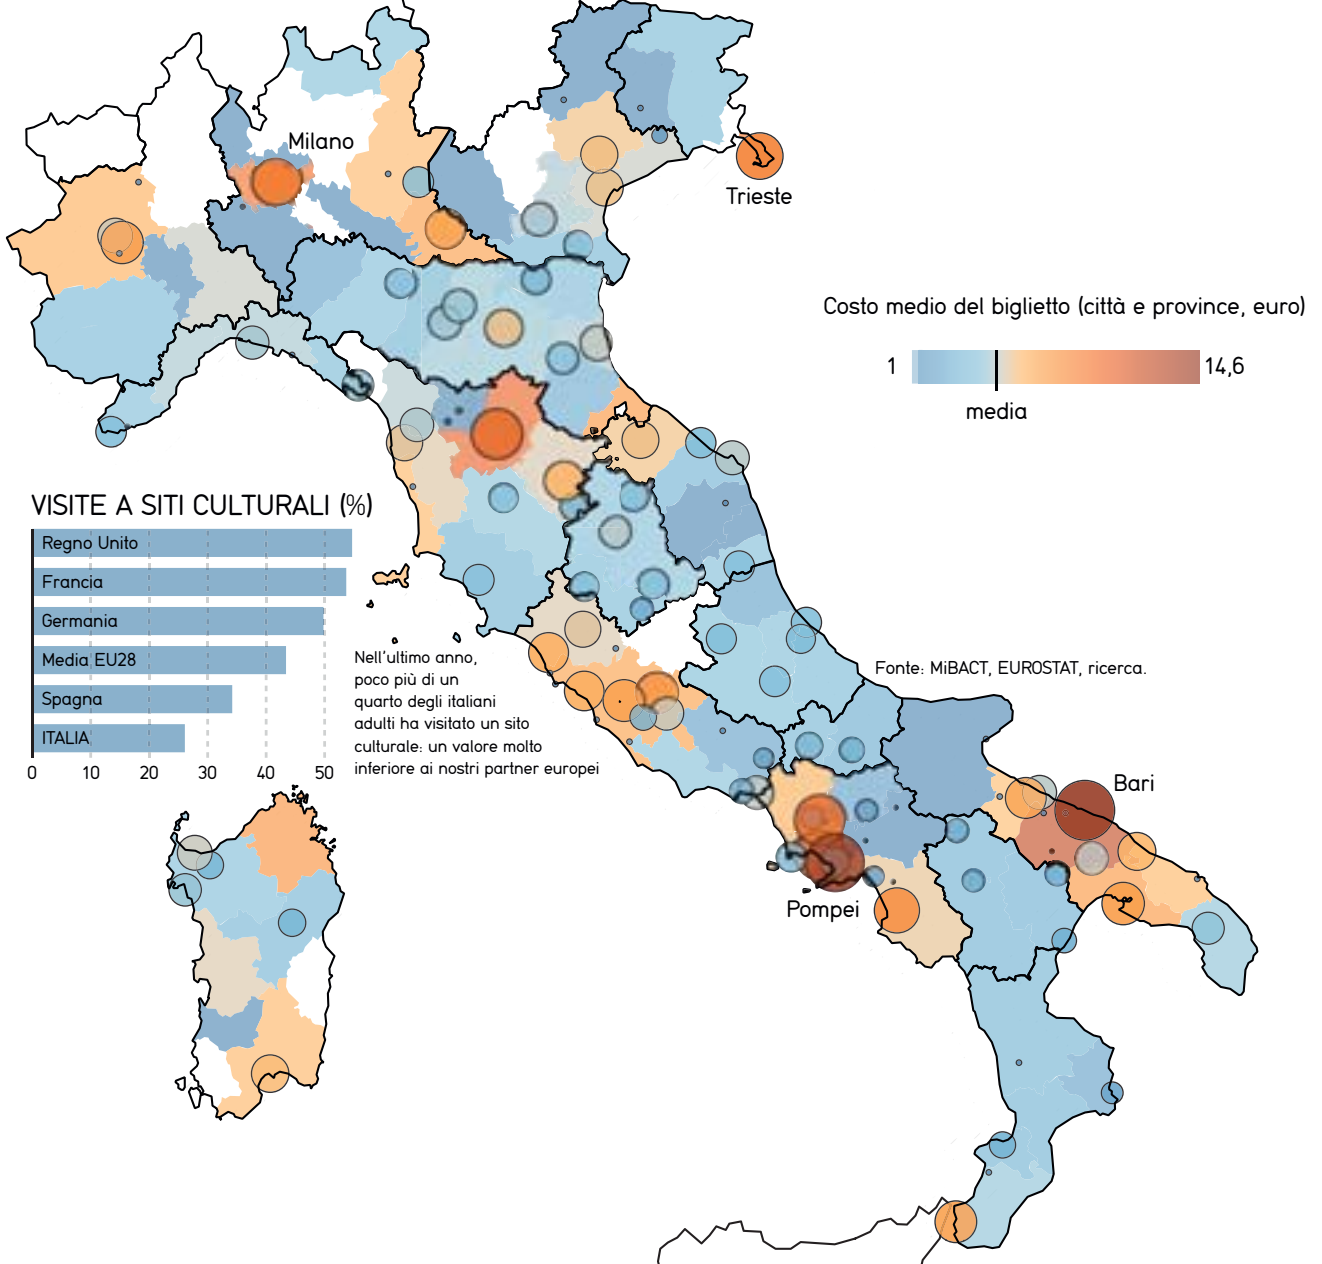 Milano
Trieste
Costo medio del biglietto (città e province, euro)
1
14,6
media
VISITE A SITI CULTURALI (%)
Regno Unito
Francia
Germania
Media EU28
Spagna
ITALIA
0 10 20 30 40 50
Nell'ultimo anno,
poco più di un
quarto degli italiani
adulti ha visitato un sito
culturale: un valore molto
inferiore ai nostri partner europei
Fonte: MiBACT, EUROSTAT, ricerca.
Bari
Pompei